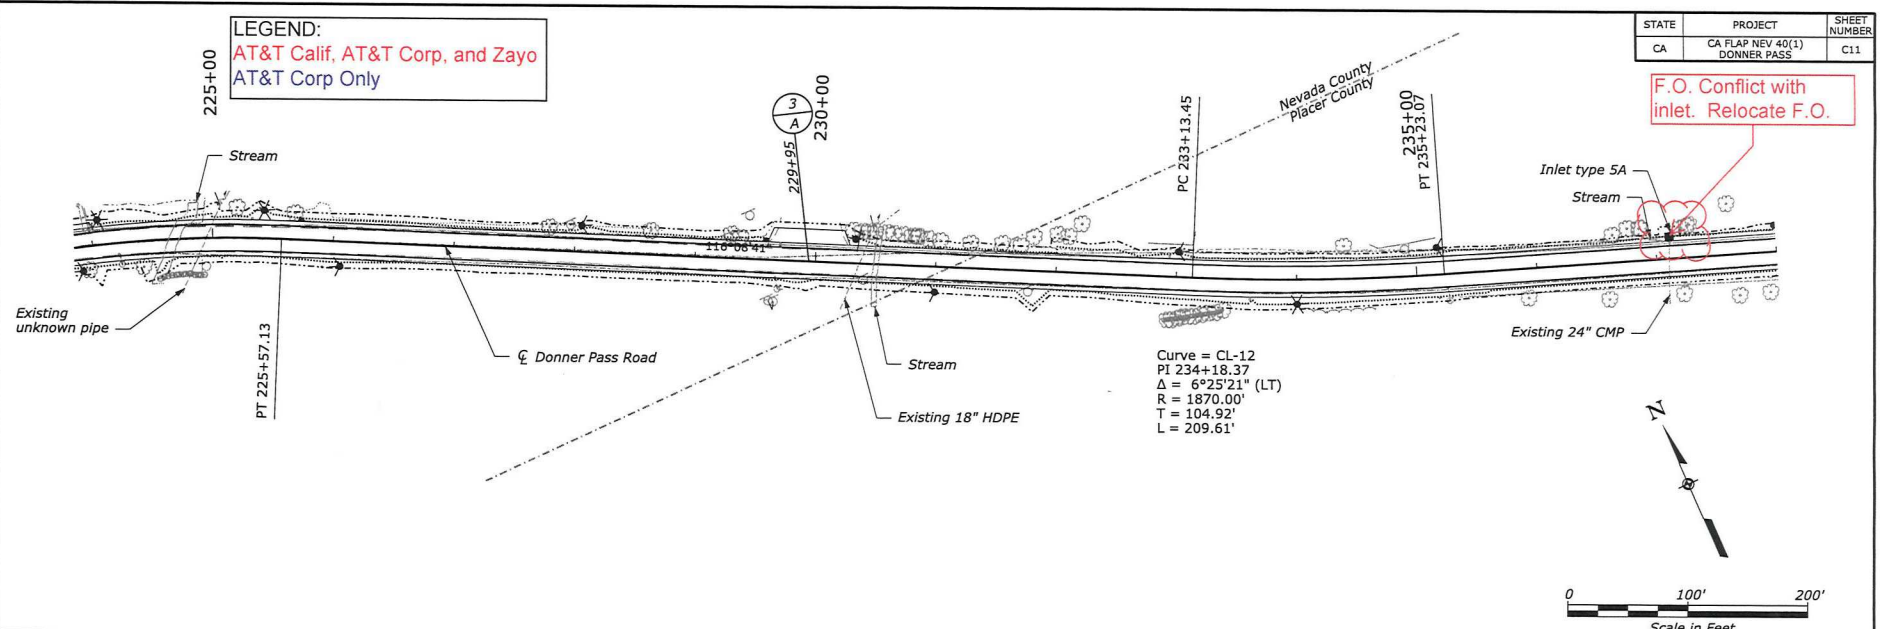 LEGEND:
AT&T Calif, AT&T Corp, and Zayo
AT&T Corp Only
STATE
PROJECT
SHEET
NUMBER
CA
CA FLAP NEV 40(1)
DONNER PASS
C11
F.O. Conflict with
inlet. Relocate F.O.
225+00
3
A
229+95
230+00
Nevada County
Placer County
PC 233+13.45
235+00
PT 235+23.07
Stream
Inlet type 5A
Stream
116°08'41"
Existing
unknown pipe
PT 225+57.13
℄ Donner Pass Road
Stream
Existing 18" HDPE
Existing 24" CMP
Curve = CL-12
PI 234+18.37
Δ = 6°25'21" (LT)
R = 1870.00'
T = 104.92'
L = 209.61'
N
0 100' 200'
Scale in Feet